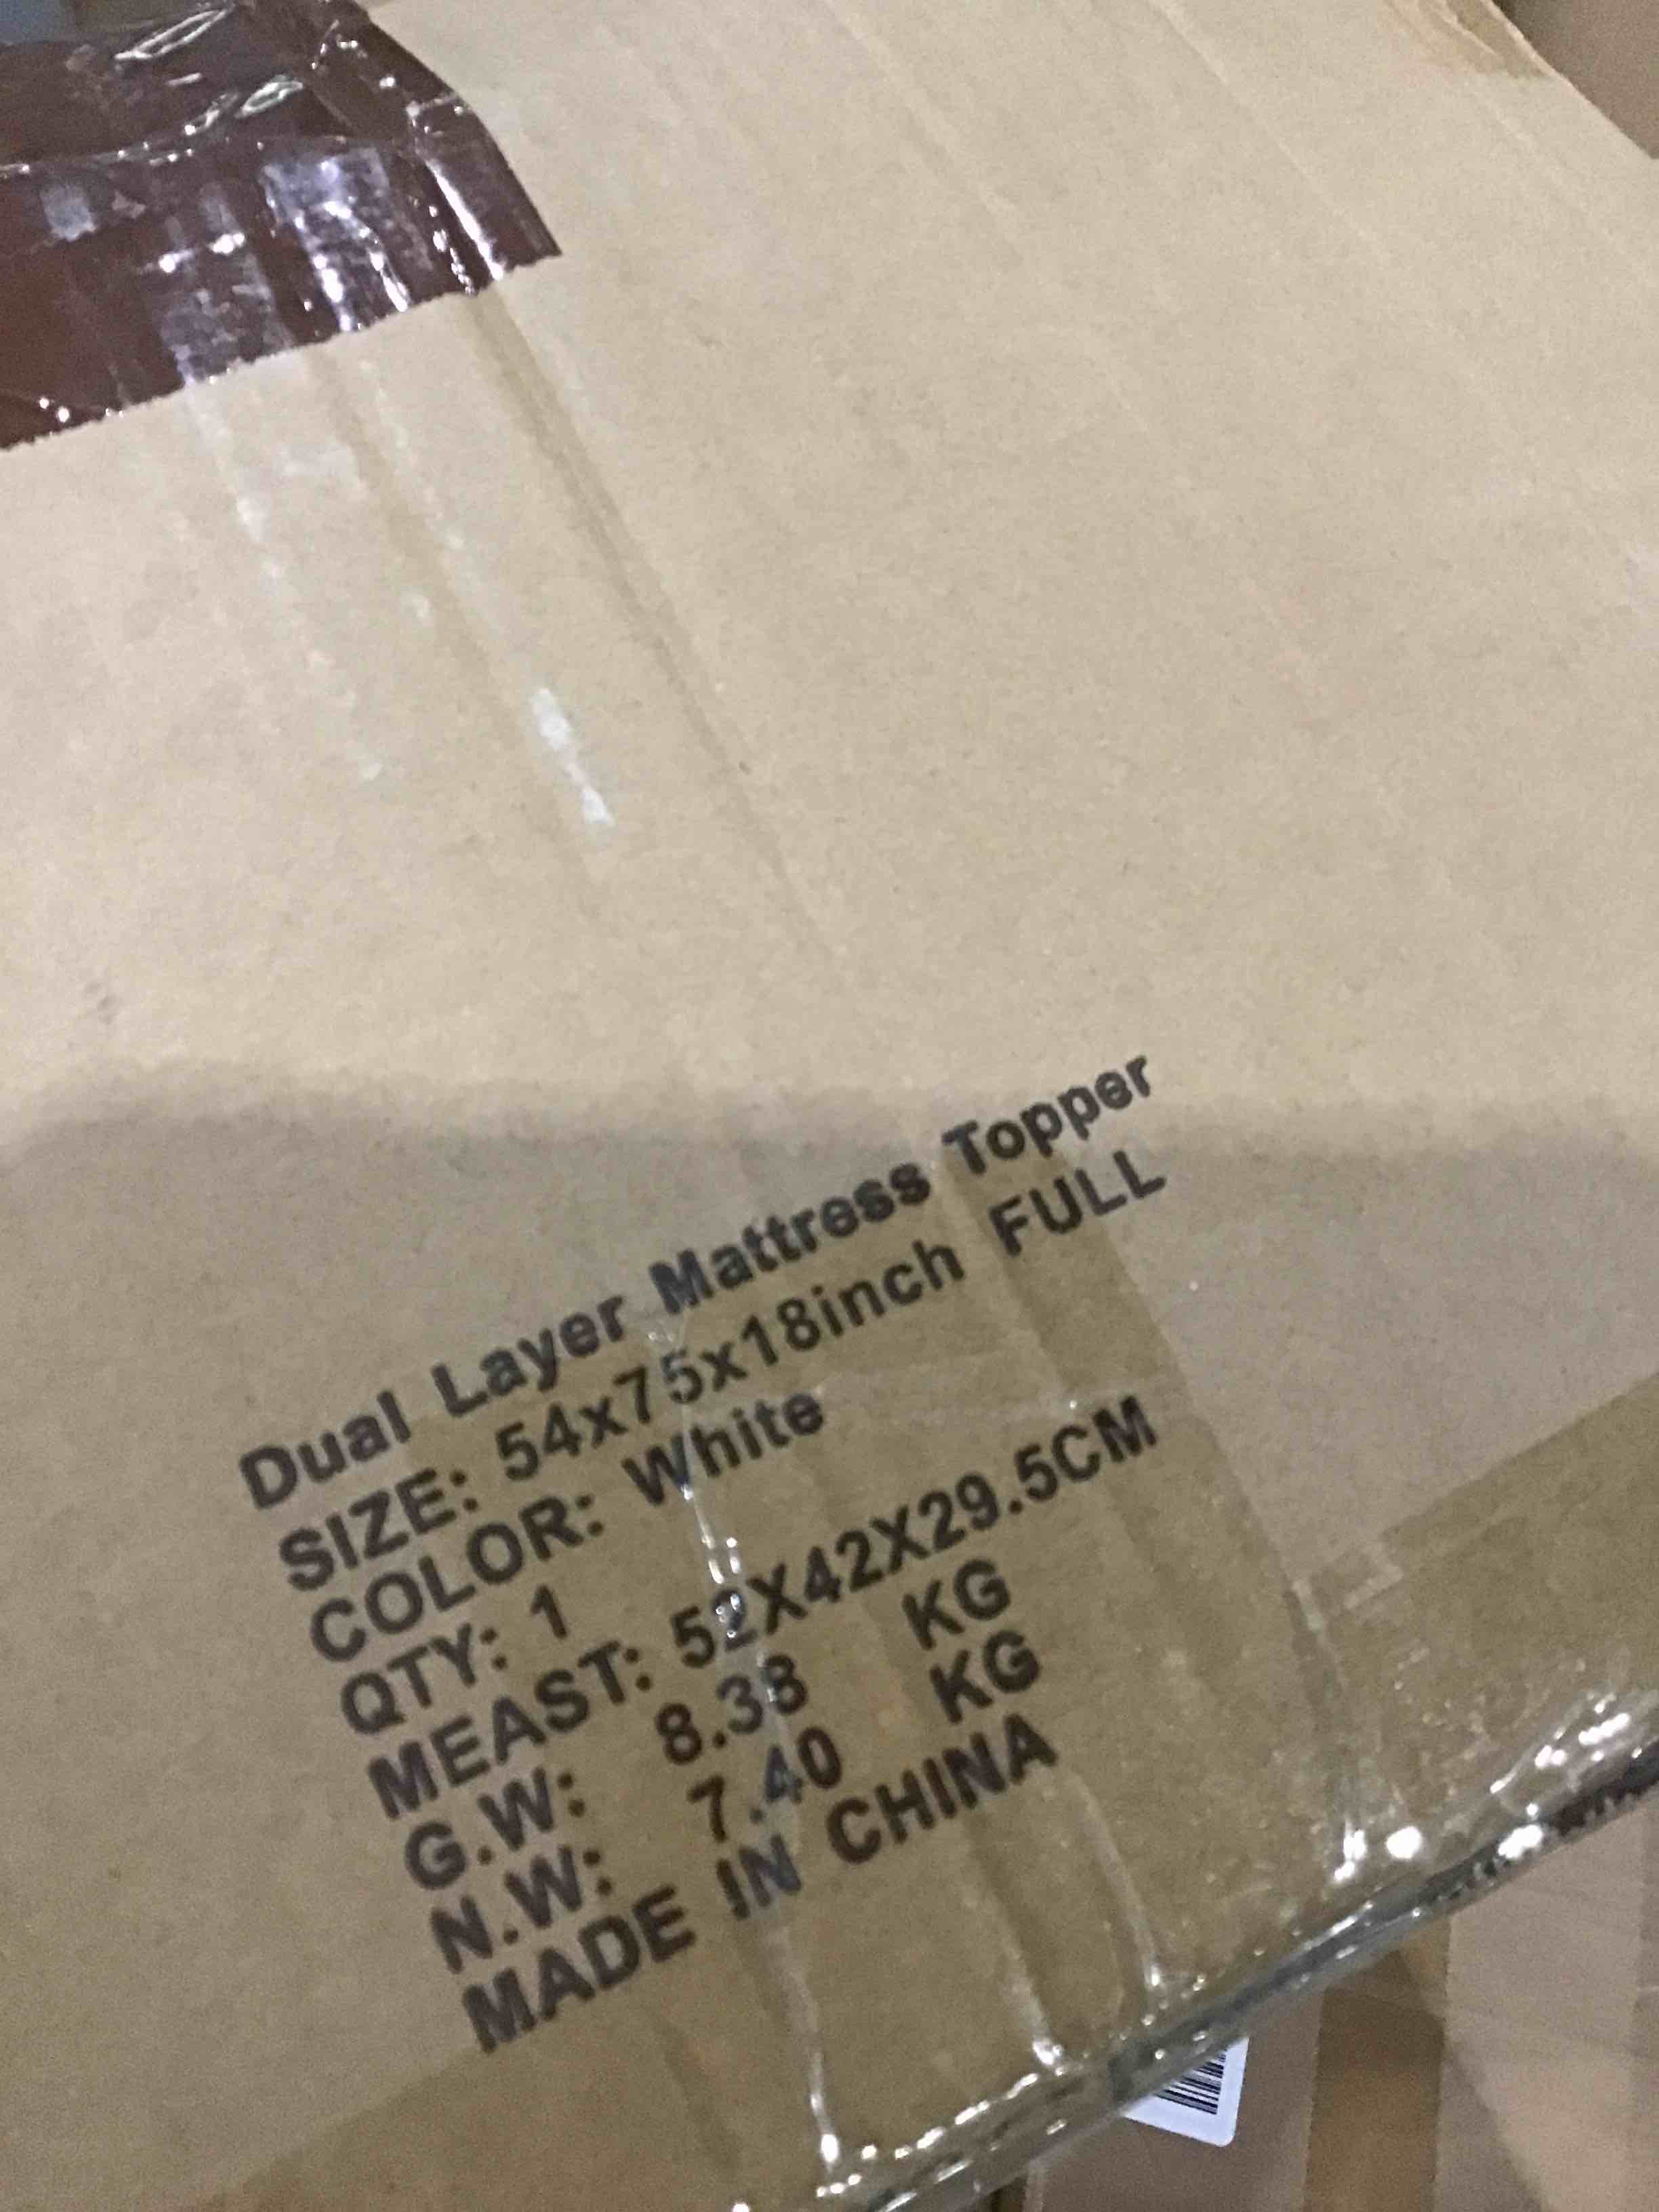 Dual Layer Mattress Topper
SIZE: 54x75x18inch FULL
COLOR: White
QTY: 1
MEAST: 52X42X29.5CM
G.W: 8.38 KG
N.W: 7.40 KG
MADE IN CHINA